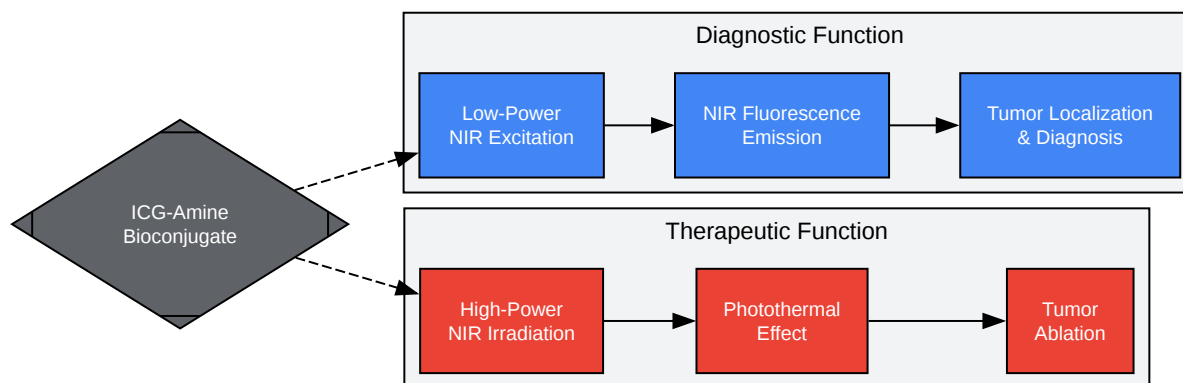 Diagnostic Function
Low-Power
NIR Excitation
NIR Fluorescence
Emission
Tumor Localization
& Diagnosis
ICG-Amine
Bioconjugate
Therapeutic Function
High-Power
NIR Irradiation
Photothermal
Effect
Tumor
Ablation